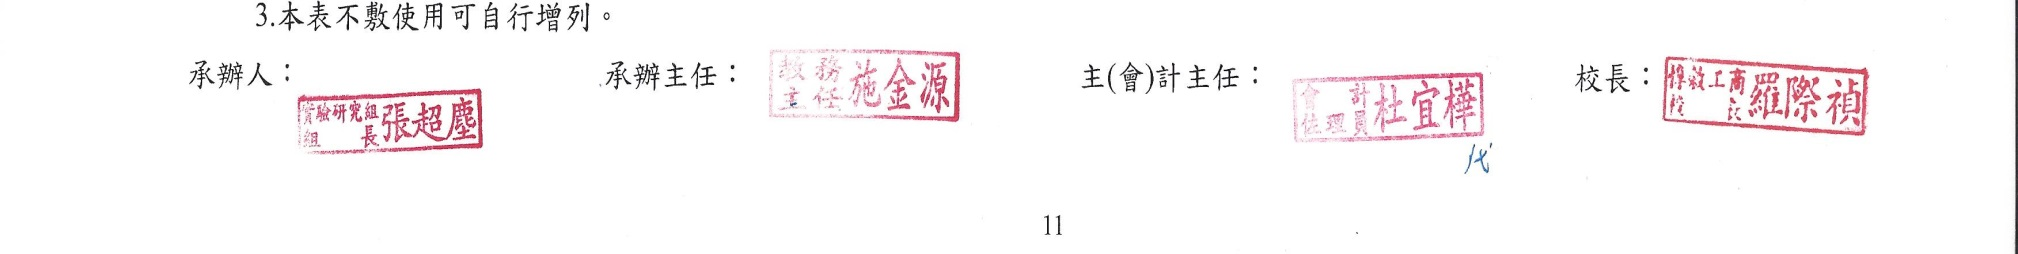 3.本表不敷使用可自行增列。
承辦人： 承辦主任： 主(會)計主任： 校長：
實驗研究組組長 張超塵
教務主任 施金源
會計佐理員 杜宜樺
惇敘工商校長 羅際禎
代
11